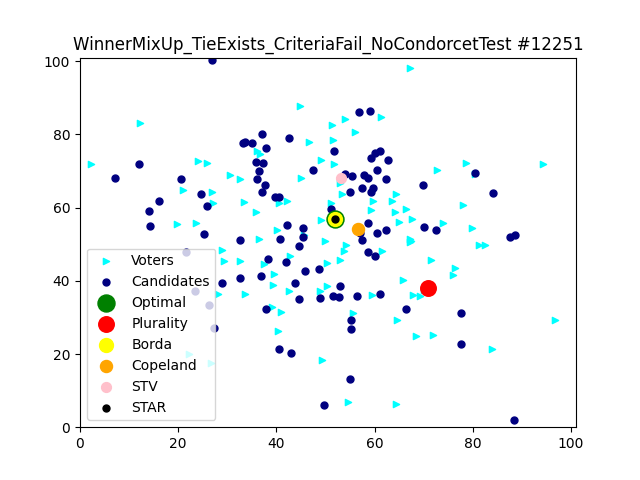 WinnerMixUp_TieExists_CriteriaFail_NoCondorcetTest #12251
100
80
60
40
20
0
0
20
40
60
80
100
Voters
Candidates
Optimal
Plurality
Borda
Copeland
STV
STAR